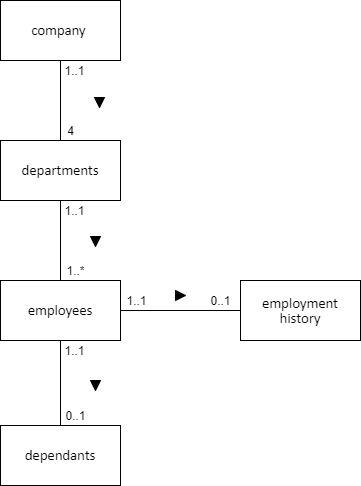 company
1..1
4
departments
1..1
1..*
employees
1..1
0..1
employment
history
1..1
0..1
dependants